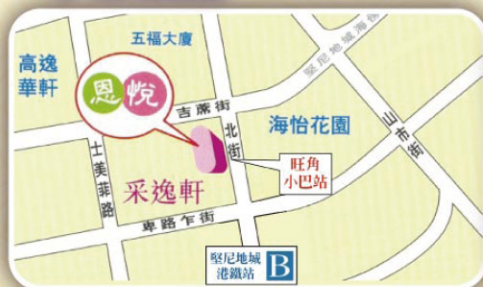 五福大廈
高逸
華軒
堅尼地城海傍
恩悅
吉席街
北街
海怡花園
山市街
士美菲路
采逸軒
旺角
小巴站
卑路乍街
堅尼地城
港鐵站
B